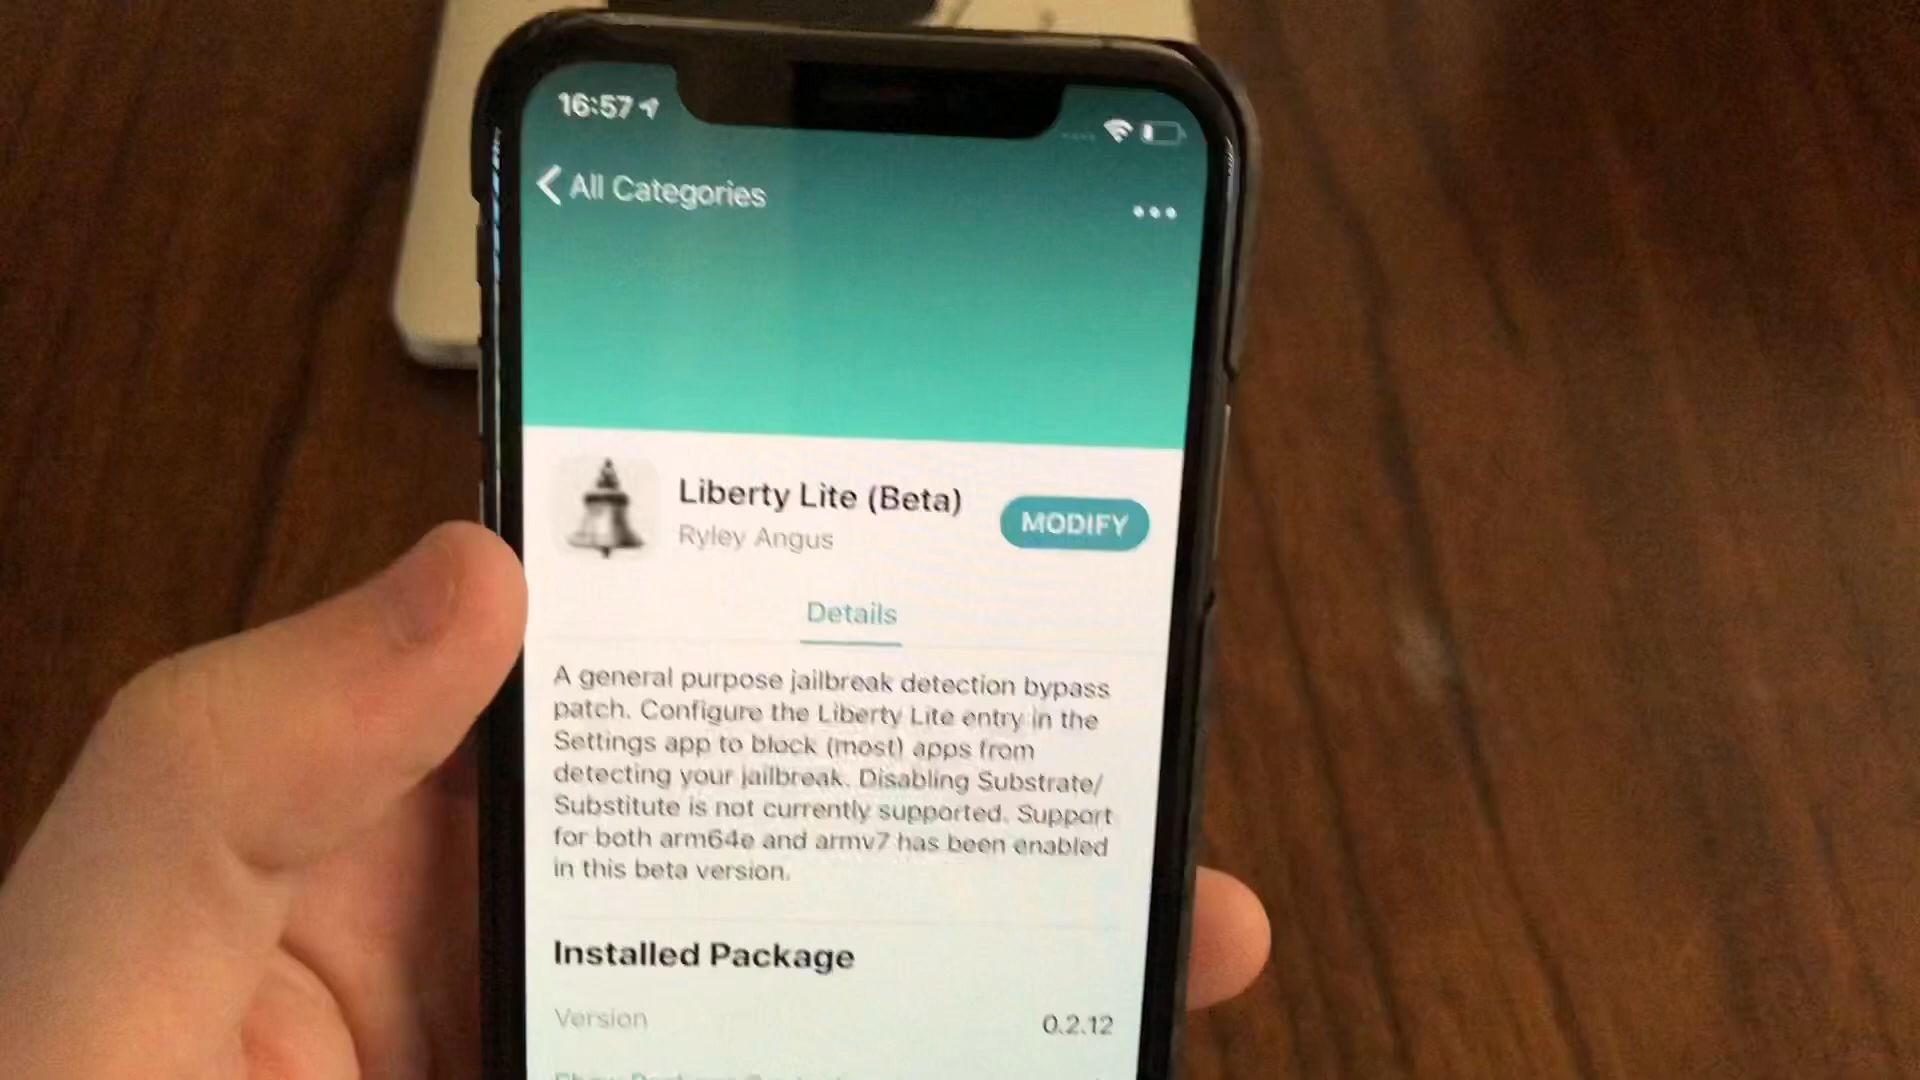 16:57
All Categories
Liberty Lite (Beta)
Ryley Angus
MODIFY
Details
A general purpose jailbreak detection bypass
patch. Configure the Liberty Lite entry in the
Settings app to block (most) apps from
detecting your jailbreak. Disabling Substrate/
Substitute is not currently supported. Support
for both arm64e and armv7 has been enabled
in this beta version.
Installed Package
Version
0.2.12